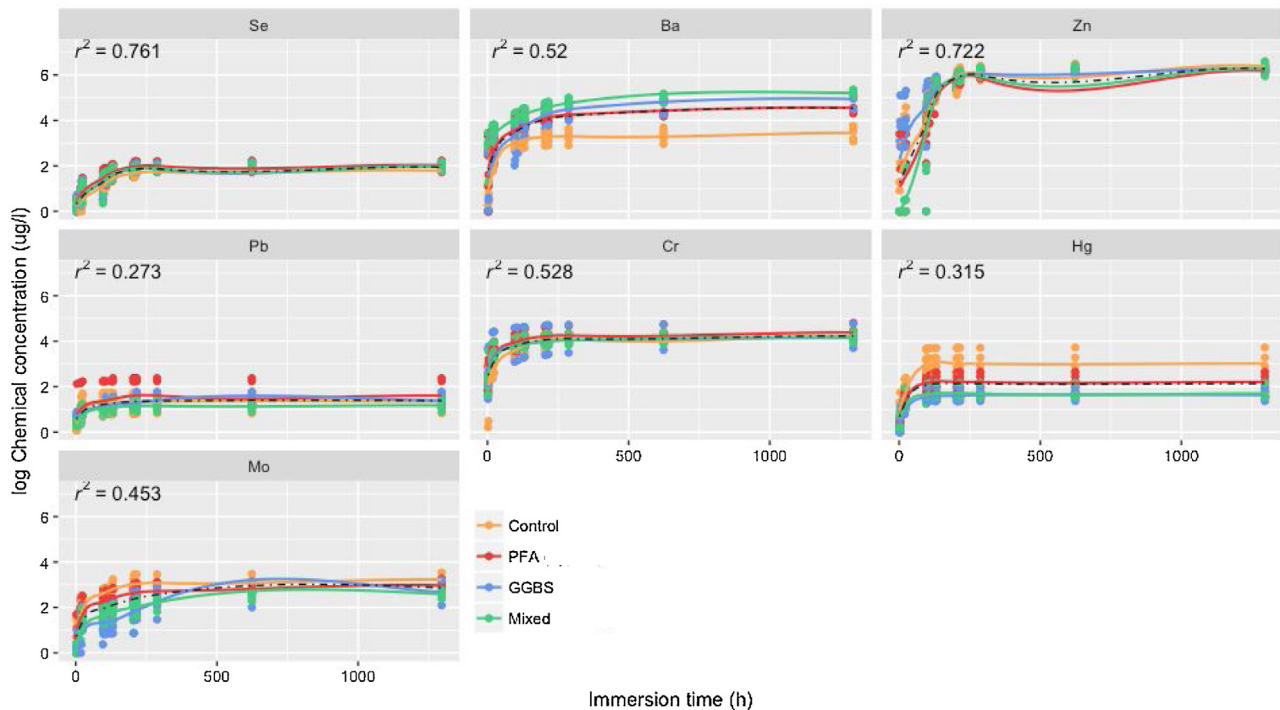 Se
Ba
Zn
r² = 0.761
r² = 0.52
r² = 0.722
6
4
2
0
Pb
Cr
Hg
r² = 0.273
r² = 0.528
r² = 0.315
6
4
2
0
0
500
1000
0
500
1000
Mo
r² = 0.453
6
4
2
0
0
500
1000
Control
PFA
GGBS
Mixed
log Chemical concentration (ug/l)
Immersion time (h)